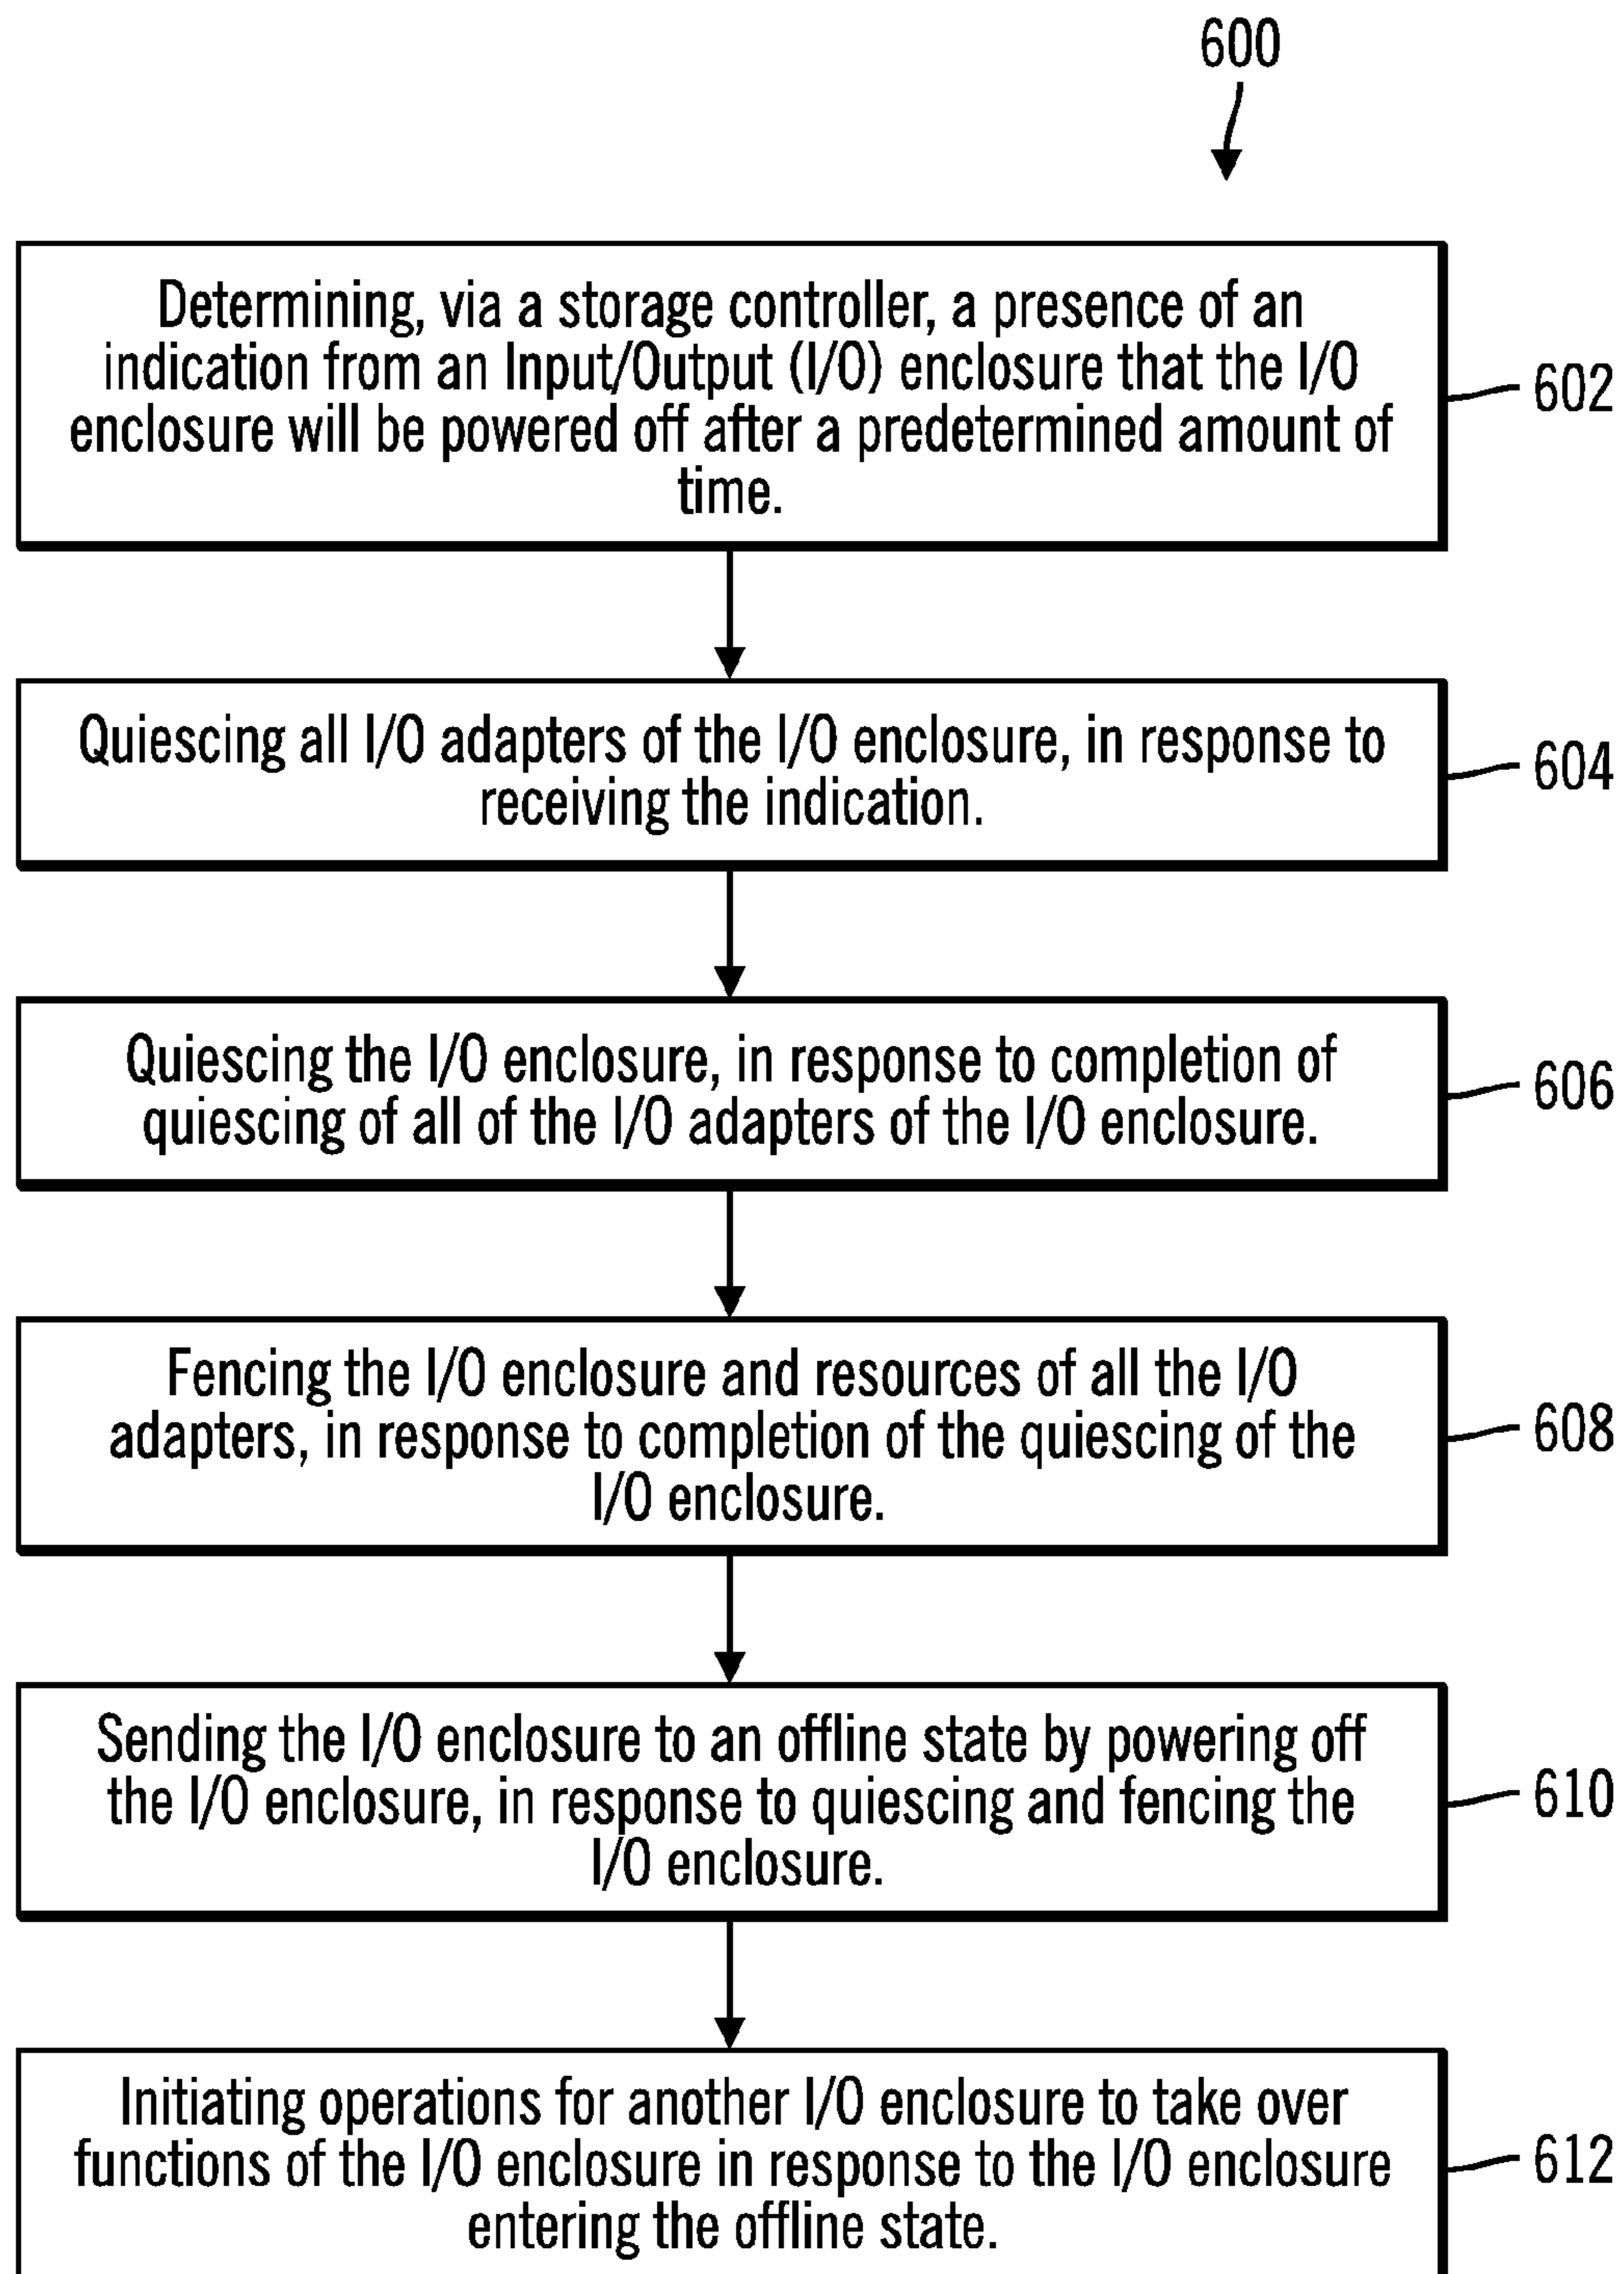 600
Determining, via a storage controller, a presence of an
indication from an Input/Output (I/O) enclosure that the I/O
enclosure will be powered off after a predetermined amount of
time.
602
Quiescing all I/O adapters of the I/O enclosure, in response to
receiving the indication.
604
Quiescing the I/O enclosure, in response to completion of
quiescing of all of the I/O adapters of the I/O enclosure.
606
Fencing the I/O enclosure and resources of all the I/O
adapters, in response to completion of the quiescing of the
I/O enclosure.
608
Sending the I/O enclosure to an offline state by powering off
the I/O enclosure, in response to quiescing and fencing the
I/O enclosure.
610
Initiating operations for another I/O enclosure to take over
functions of the I/O enclosure in response to the I/O enclosure
entering the offline state.
612